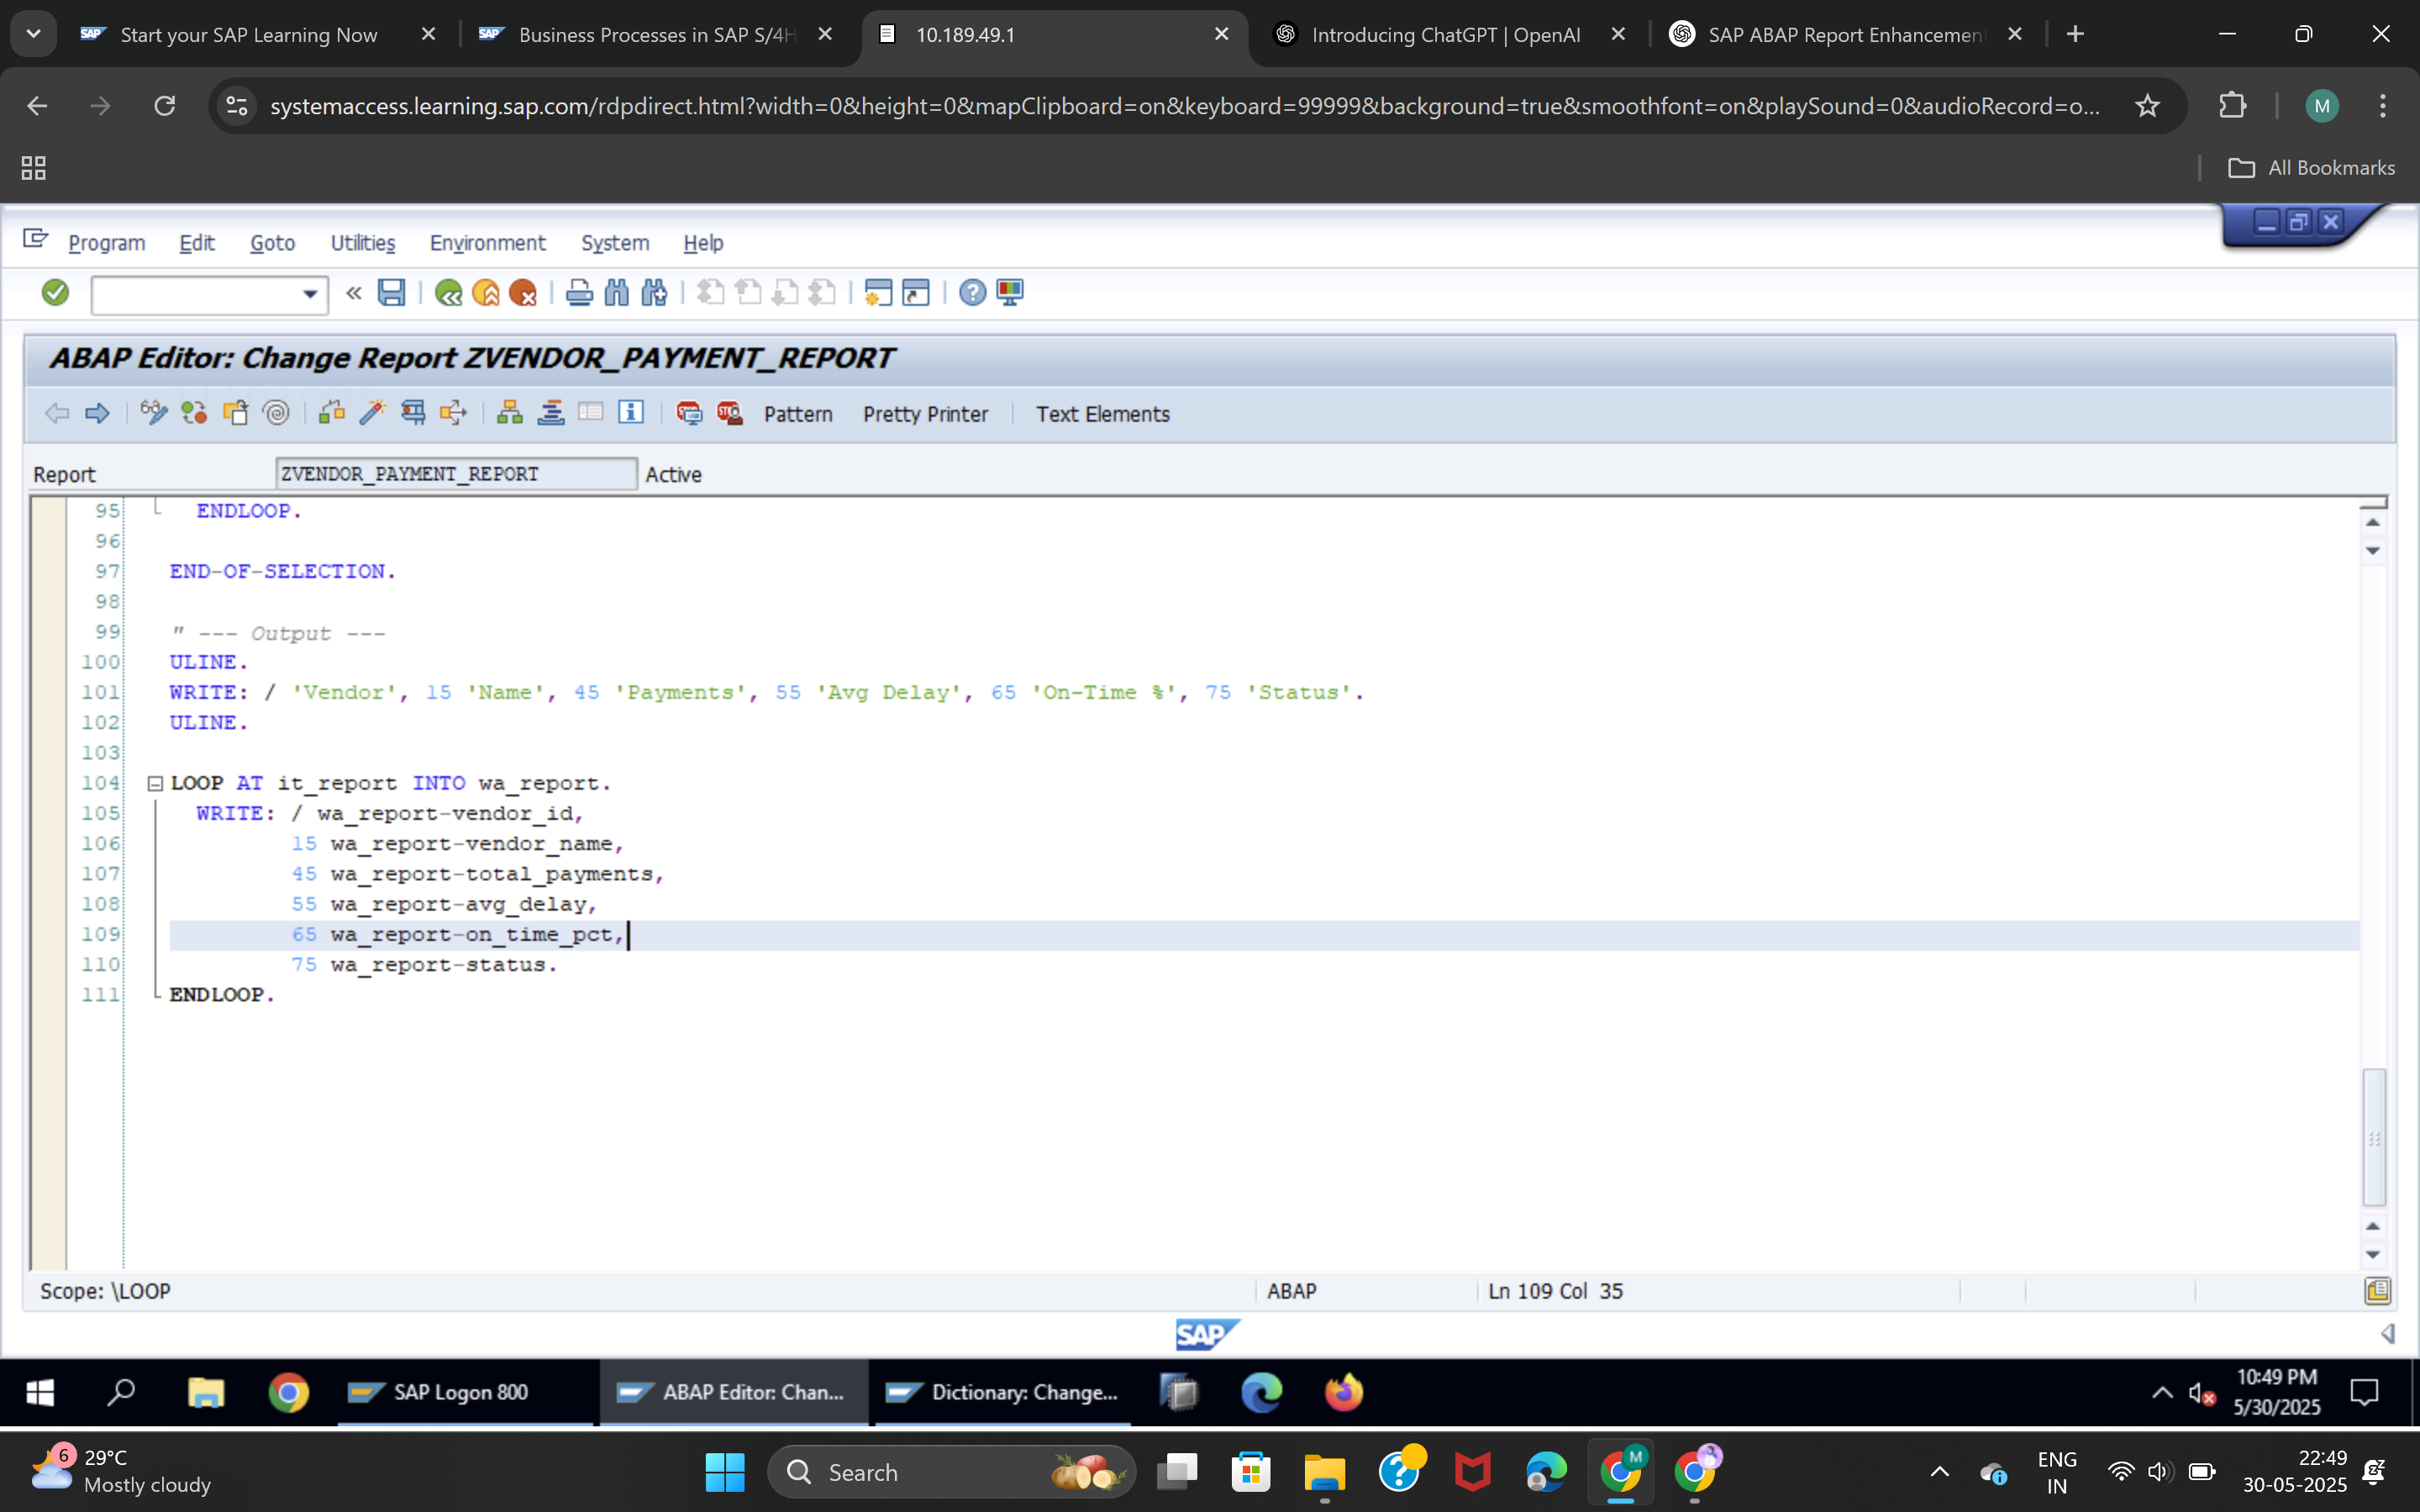 Start your SAP Learning Now
Business Processes in SAP S/4H
10.189.49.1
Introducing ChatGPT | OpenAI
SAP ABAP Report Enhancemen
systemaccess.learning.sap.com/rdpdirect.html?width=0&height=0&mapClipboard=on&keyboard=99999&background=true&smoothfont=on&playSound=0&audioRecord=o...
M
All Bookmarks
Program Edit Goto Utilities Environment System Help
ABAP Editor: Change Report ZVENDOR_PAYMENT_REPORT
Pattern Pretty Printer Text Elements
Report ZVENDOR_PAYMENT_REPORT Active
95 ENDLOOP.
96
97 END-OF-SELECTION.
98
99 " --- Output ---
100 ULINE.
101 WRITE: / 'Vendor', 15 'Name', 45 'Payments', 55 'Avg Delay', 65 'On-Time %', 75 'Status'.
102 ULINE.
103
104 LOOP AT it_report INTO wa_report.
105 WRITE: / wa_report-vendor_id,
106 15 wa_report-vendor_name,
107 45 wa_report-total_payments,
108 55 wa_report-avg_delay,
109 65 wa_report-on_time_pct,
110 75 wa_report-status.
111 ENDLOOP.
Scope: \LOOP ABAP Ln 109 Col 35
SAP
SAP Logon 800
ABAP Editor: Chan...
Dictionary: Change...
10:49 PM
5/30/2025
6
29°C
Mostly cloudy
Search
M
ENG
IN
22:49
30-05-2025